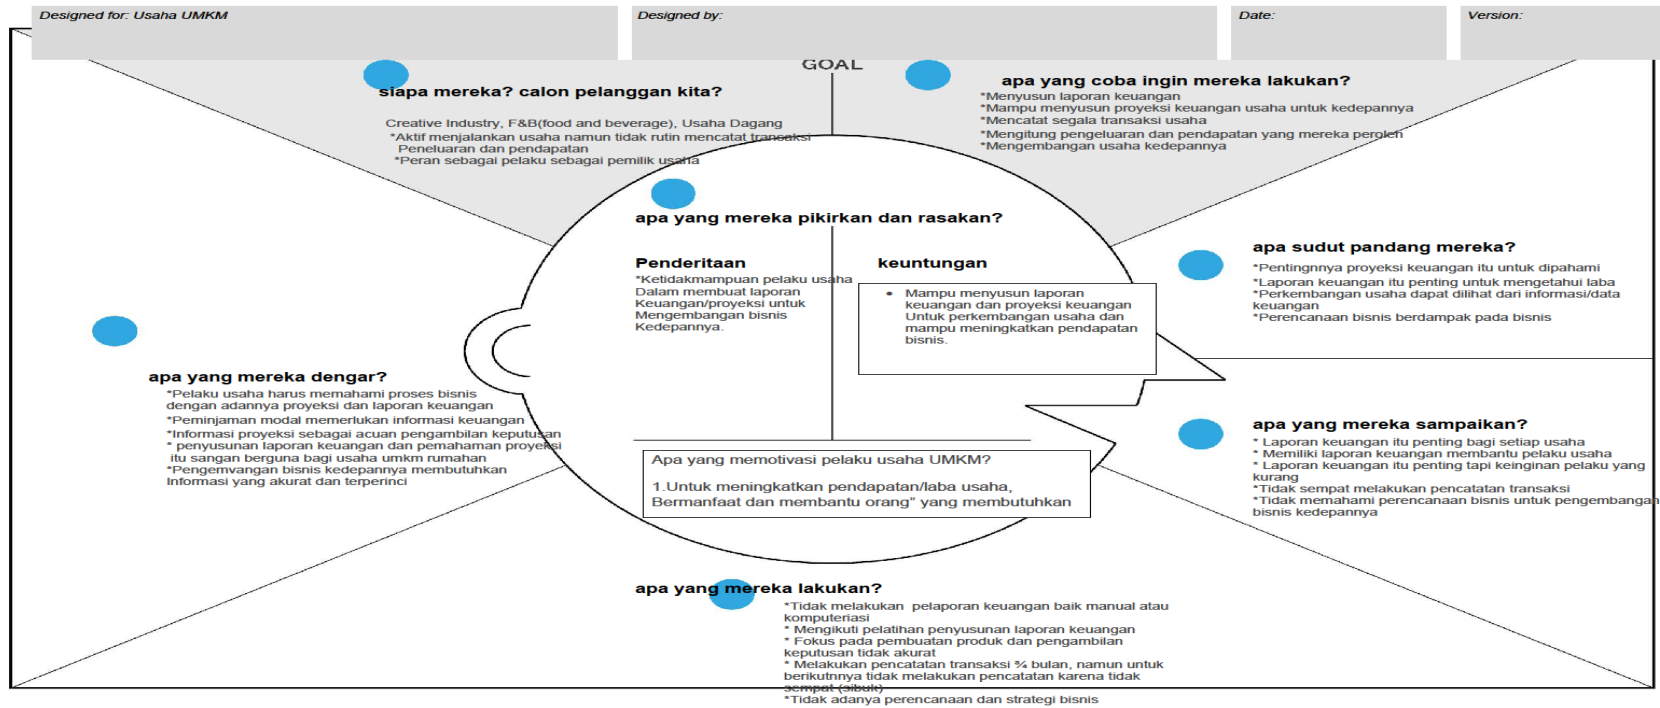 Designed for: Usaha UMKM
Designed by:
Date:
Version:
GOAL
siapa mereka? calon pelanggan kita?
Creative Industry, F&B(food and beverage), Usaha Dagang
*Aktif menjalankan usaha namun tidak rutin mencatat transaksi
Peneluaran dan pendapatan
*Peran sebagai pelaku sebagai pemilik usaha
apa yang coba ingin mereka lakukan?
*Menyusun laporan keuangan
*Mampu menyusun proyeksi keuangan usaha untuk kedepannya
*Mencatat segala transaksi usaha
*Mengitung pengeluaran dan pendapatan yang mereka peroleh
*Mengembangan usaha kedepannya
apa yang mereka pikirkan dan rasakan?
Penderitaan
*Ketidakmampuan pelaku usaha
Dalam membuat laporan
Keuangan/proyeksi untuk
Mengembangan bisnis
Kedepannya.
keuntungan
• Mampu menyusun laporan
keuangan dan proyeksi keuangan
Untuk perkembangan usaha dan
mampu meningkatkan pendapatan
bisnis.
apa sudut pandang mereka?
*Pentingnnya proyeksi keuangan itu untuk dipahami
*Laporan keuangan itu penting untuk mengetahui laba
*Perkembangan usaha dapat dilihat dari informasi/data
keuangan
*Perencanaan bisnis berdampak pada bisnis
apa yang mereka dengar?
*Pelaku usaha harus memahami proses bisnis
dengan adannya proyeksi dan laporan keuangan
*Peminjaman modal memerlukan informasi keuangan
*Informasi proyeksi sebagai acuan pengambilan keputusan
* penyusunan laporan keuangan dan pemahaman proyeksi
itu sangan berguna bagi usaha umkm rumahan
*Pengemvangan bisnis kedepannya membutuhkan
Informasi yang akurat dan terperinci
apa yang mereka sampaikan?
* Laporan keuangan itu penting bagi setiap usaha
* Memiliki laporan keuangan membantu pelaku usaha
* Laporan keuangan itu penting tapi keinginan pelaku yang
kurang
*Tidak sempat melakukan pencatatan transaksi
*Tidak memahami perencanaan bisnis untuk pengembangan
bisnis kedepannya
Apa yang memotivasi pelaku usaha UMKM?
1.Untuk meningkatkan pendapatan/laba usaha,
Bermanfaat dan membantu orang” yang membutuhkan
apa yang mereka lakukan?
*Tidak melakukan pelaporan keuangan baik manual atau
komputeriasi
* Mengikuti pelatihan penyusunan laporan keuangan
* Fokus pada pembuatan produk dan pengambilan
keputusan tidak akurat
* Melakukan pencatatan transaksi ¾ bulan, namun untuk
berikutnnya tidak melakukan pencatatan karena tidak
sempat (sibuk)
*Tidak adanya perencanaan dan strategi bisnis